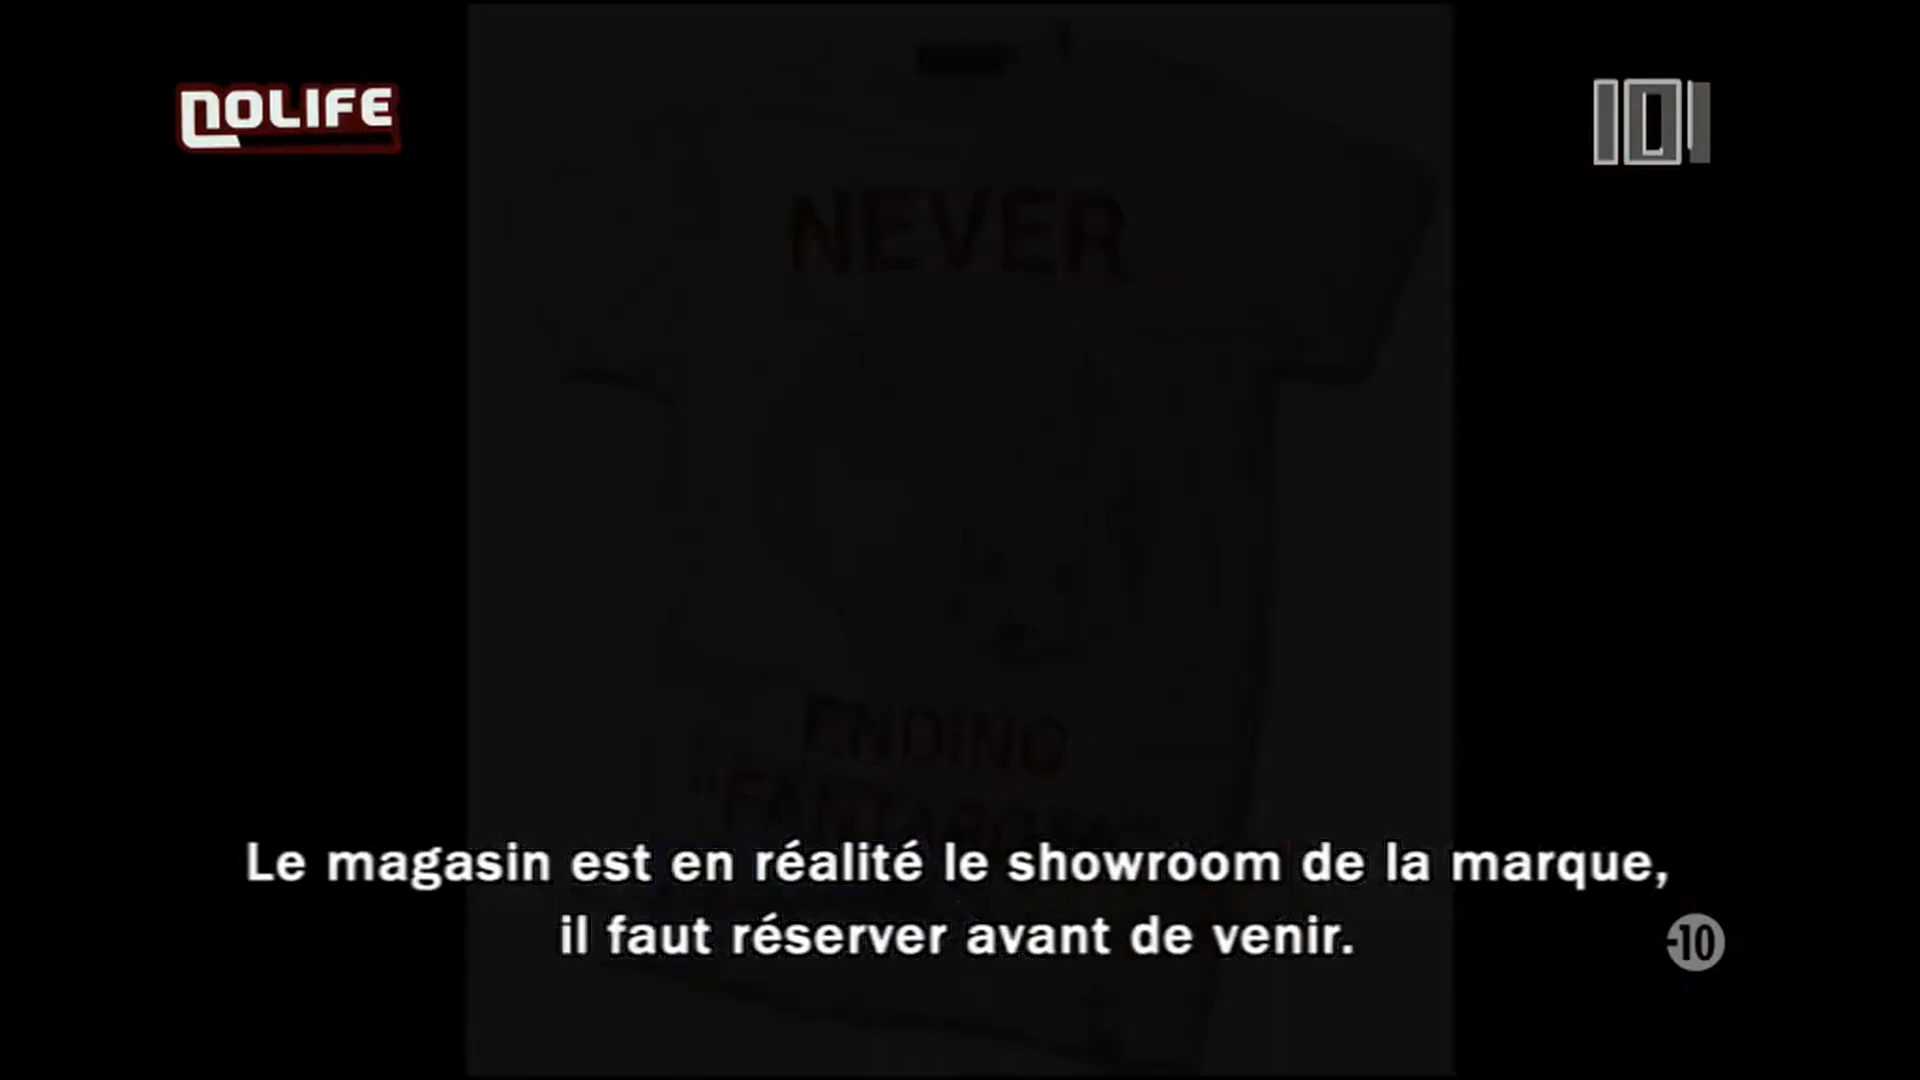 NOLIFE
101
NEVER
ENDING
Le magasin est en réalité le showroom de la marque,
il faut réserver avant de venir.
-10